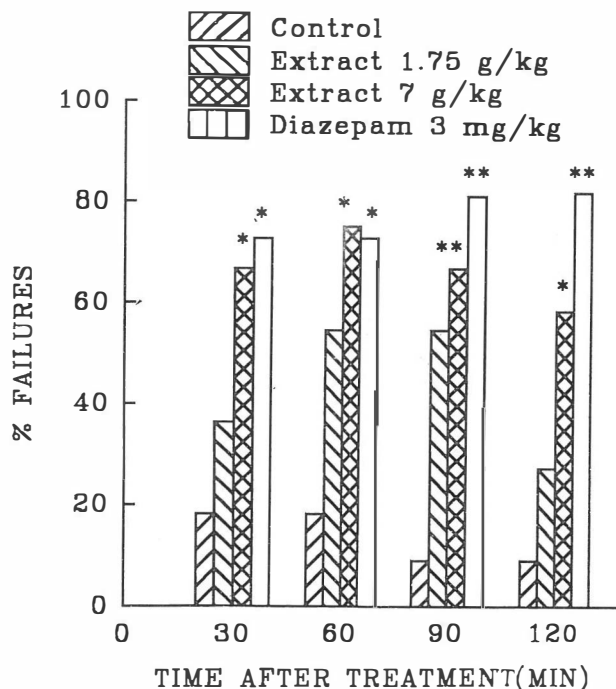 Control
Extract 1.75 g/kg
Extract 7 g/kg
Diazepam 3 mg/kg
100
80
60
40
20
0
% FAILURES
* * * * ** ** * **
0 30 60 90 120
TIME AFTER TREATMENT(MIN)